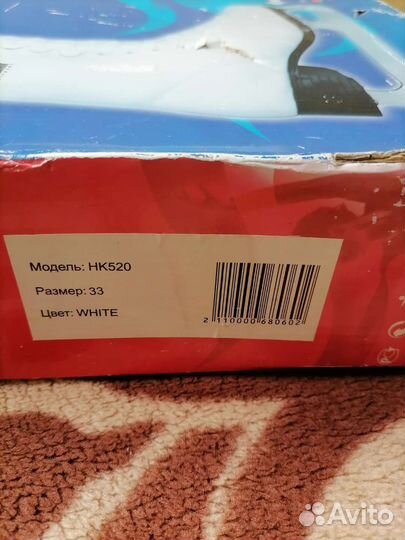 Модель: HK520
Размер: 33
Цвет: WHITE
2 110000 680602
Avito